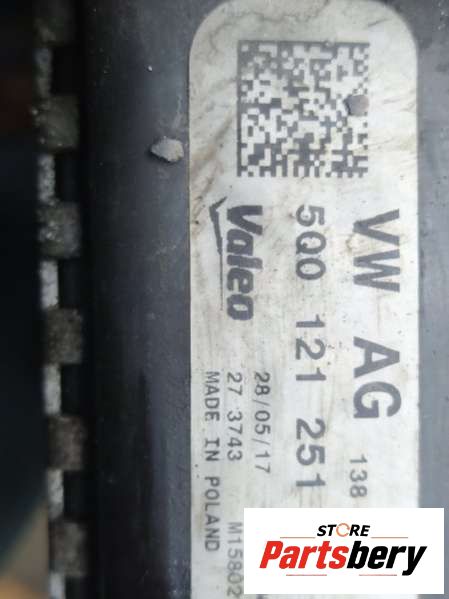 VW AG 138
5Q0 121 251
Valeo
28/05/17
27 3743
MADE IN POLAND M15802
STORE
Partsbery